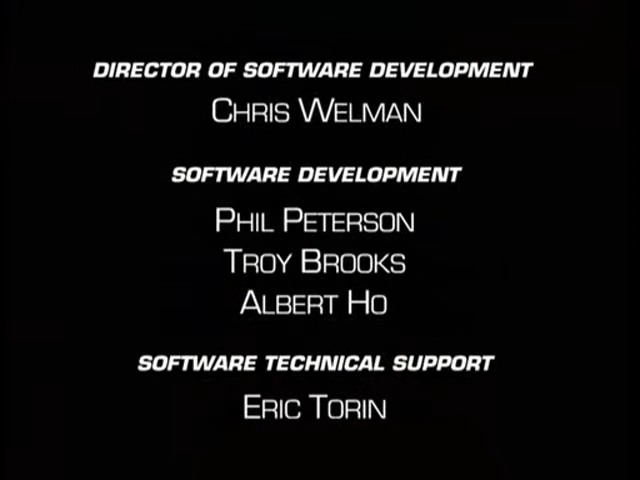 DIRECTOR OF SOFTWARE DEVELOPMENT
CHRIS WELMAN
SOFTWARE DEVELOPMENT
PHIL PETERSON
TROY BROOKS
ALBERT HO
SOFTWARE TECHNICAL SUPPORT
ERIC TORIN